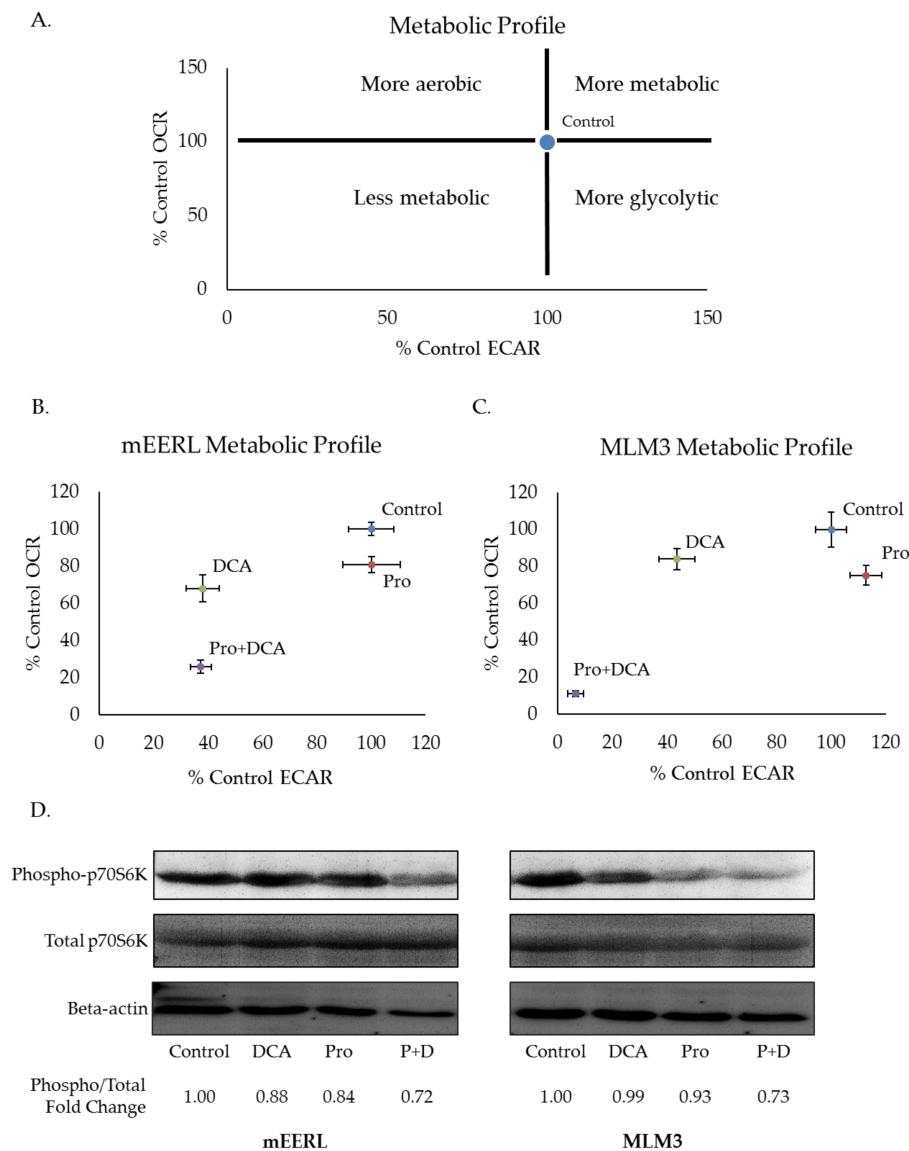 A.
Metabolic Profile
150
More aerobic
More metabolic
Control
100
% Control OCR
Less metabolic
More glycolytic
50
0
0
50
100
150
% Control ECAR
B.
mEERL Metabolic Profile
120
100
80
60
40
20
0
% Control OCR
Control
DCA
Pro
Pro+DCA
0
20
40
60
80
100
120
% Control ECAR
C.
MLM3 Metabolic Profile
120
100
80
60
40
20
0
% Control OCR
Control
DCA
Pro
Pro+DCA
0
20
40
60
80
100
120
% Control ECAR
D.
Phospho-p70S6K
Total p70S6K
Beta-actin
Control DCA Pro P+D
Control DCA Pro P+D
Phospho/Total
Fold Change
1.00 0.88 0.84 0.72
1.00 0.99 0.93 0.73
mEERL
MLM3